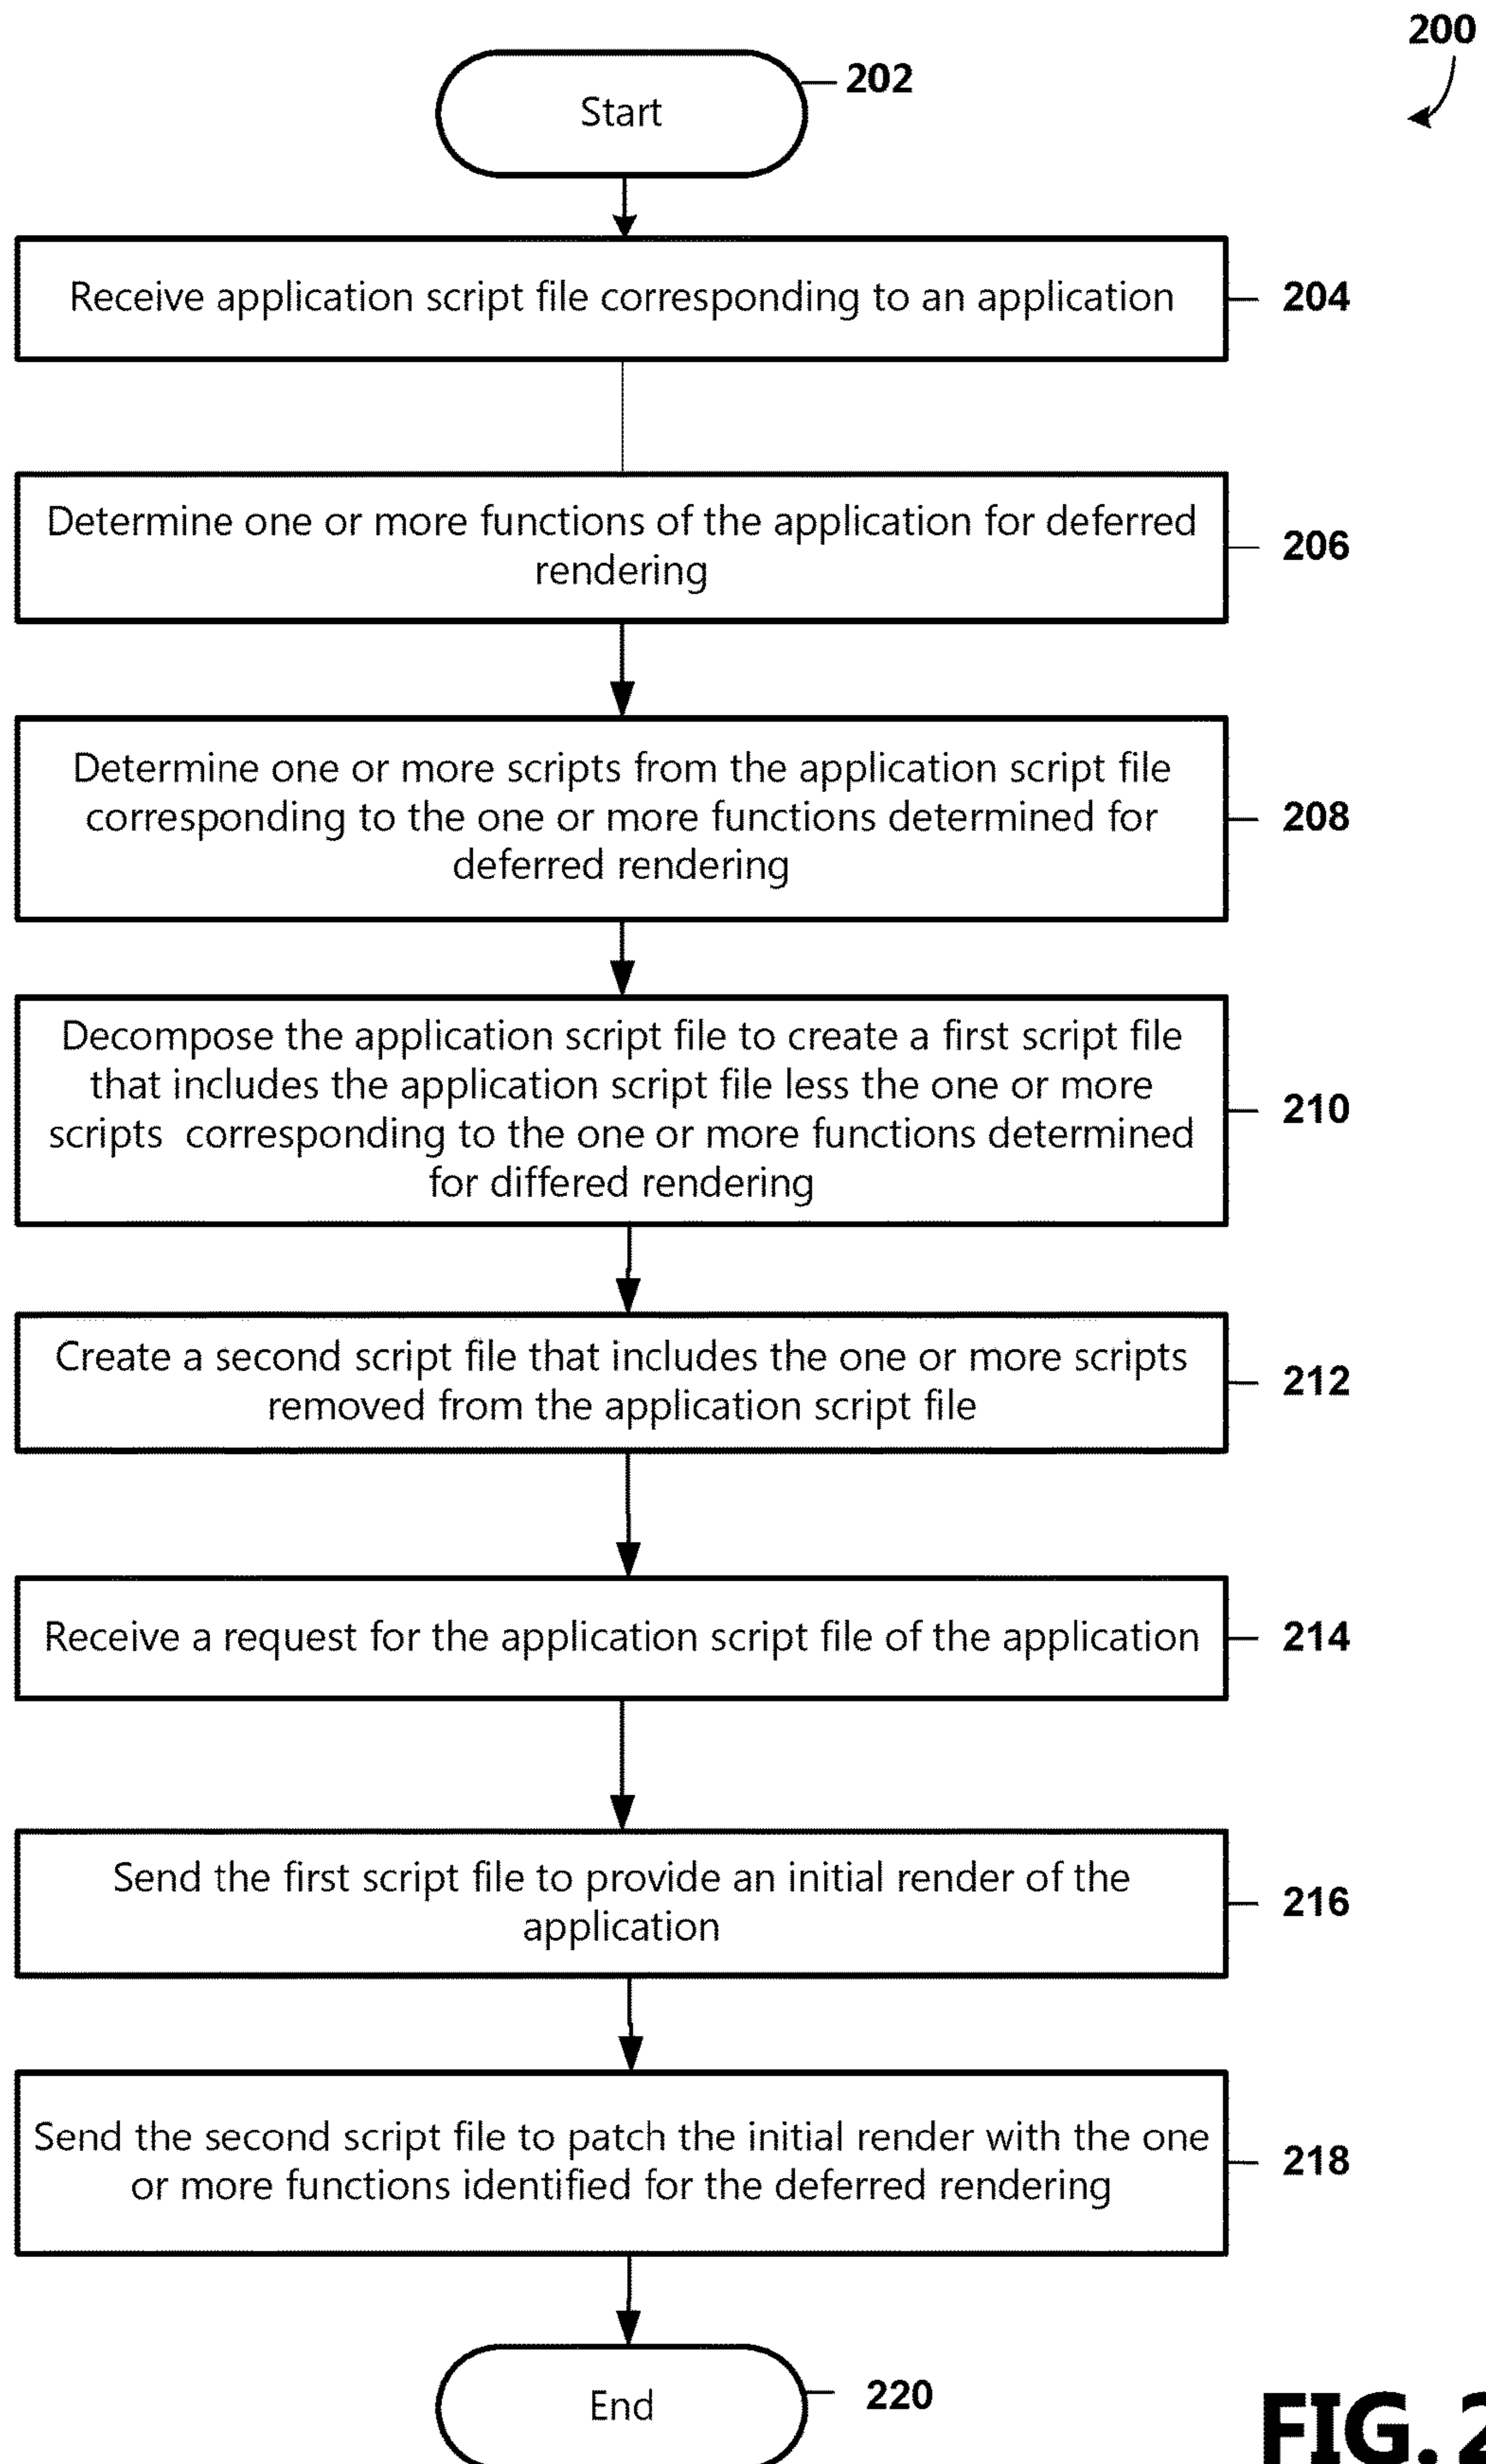 200
Start
202
Receive application script file corresponding to an application
204
Determine one or more functions of the application for deferred
rendering
206
Determine one or more scripts from the application script file
corresponding to the one or more functions determined for
deferred rendering
208
Decompose the application script file to create a first script file
that includes the application script file less the one or more
scripts corresponding to the one or more functions determined
for differed rendering
210
Create a second script file that includes the one or more scripts
removed from the application script file
212
Receive a request for the application script file of the application
214
Send the first script file to provide an initial render of the
application
216
Send the second script file to patch the initial render with the one
or more functions identified for the deferred rendering
218
End
220
FIG. 2